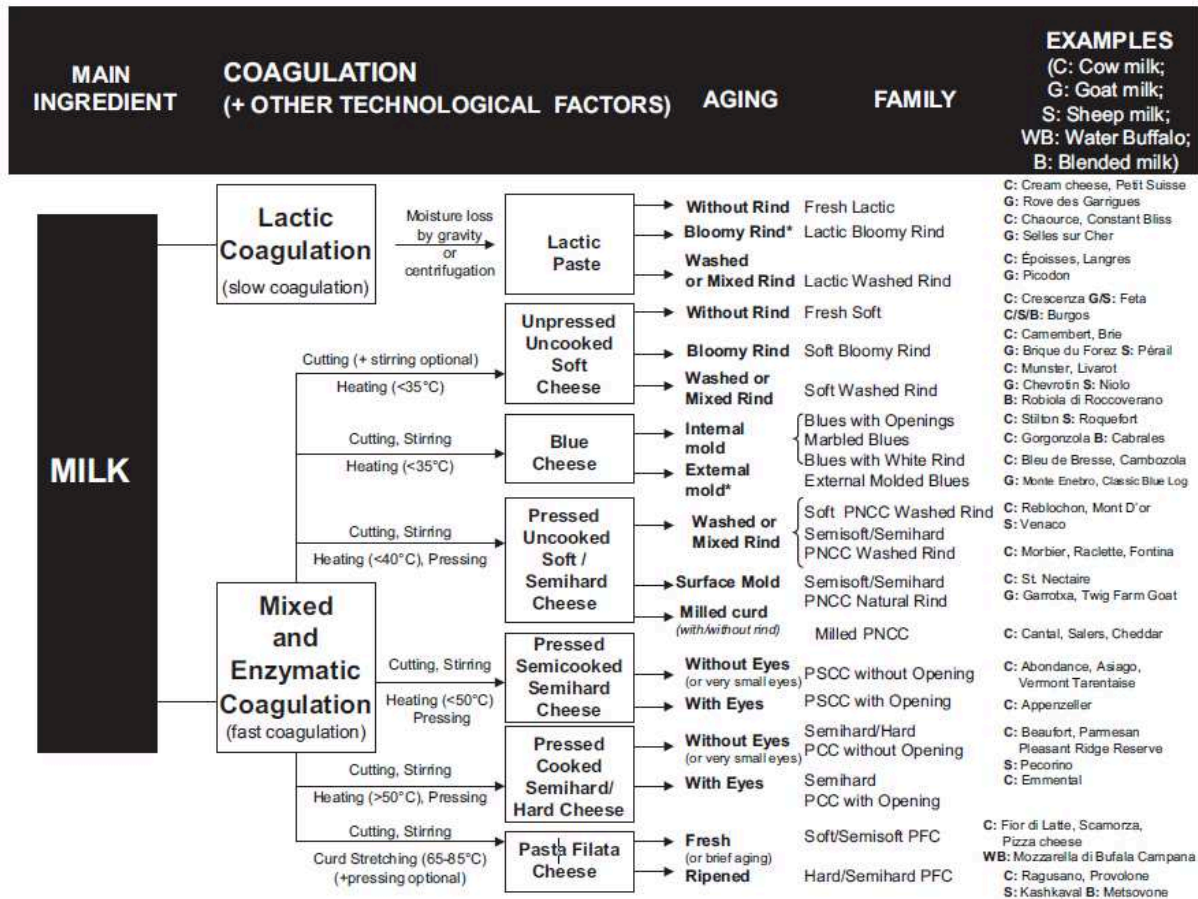 MAIN
INGREDIENT
COAGULATION
(+ OTHER TECHNOLOGICAL FACTORS)
AGING
FAMILY
EXAMPLES
(C: Cow milk;
G: Goat milk;
S: Sheep milk;
WB: Water Buffalo;
B: Blended milk)
MILK
Lactic
Coagulation
(slow coagulation)
Moisture loss
by gravity
or
centrifugation
Lactic
Paste
Without Rind Fresh Lactic
C: Cream cheese, Petit Suisse
G: Rove des Garrigues
Bloomy Rind* Lactic Bloomy Rind
C: Chaource, Constant Bliss
G: Selles sur Cher
Washed
or Mixed Rind Lactic Washed Rind
C: Époisses, Langres
G: Picodon
Mixed
and
Enzymatic
Coagulation
(fast coagulation)
Cutting (+ stirring optional)
Heating (<35°C)
Unpressed
Uncooked
Soft
Cheese
Without Rind Fresh Soft
C: Crescenza G/S: Feta
C/S/B: Burgos
Bloomy Rind Soft Bloomy Rind
C: Camembert, Brie
G: Brique du Forez S: Pérail
Washed or
Mixed Rind
Soft Washed Rind
C: Munster, Livarot
G: Chevrotin S: Niolo
B: Robiola di Roccoverano
Cutting, Stirring
Heating (<35°C)
Blue
Cheese
Internal
mold
Blues with Openings
Marbled Blues
Blues with White Rind
C: Stilton S: Roquefort
C: Gorgonzola B: Cabrales
C: Bleu de Bresse, Cambozola
External
mold*
External Molded Blues
G: Monte Enebro, Classic Blue Log
Cutting, Stirring
Heating (<40°C), Pressing
Pressed
Uncooked
Soft /
Semihard
Cheese
Washed or
Mixed Rind
Soft PNCC Washed Rind
Semisoft/Semihard
PNCC Washed Rind
C: Reblochon, Mont D'or
S: Venaco
C: Morbier, Raclette, Fontina
Surface Mold
Semisoft/Semihard
PNCC Natural Rind
C: St. Nectaire
G: Garrotxa, Twig Farm Goat
Milled curd
(with/without rind)
Milled PNCC
C: Cantal, Salers, Cheddar
Cutting, Stirring
Heating (<50°C)
Pressing
Pressed
Semicooked
Semihard
Cheese
Without Eyes
(or very small eyes)
PSCC without Opening
C: Abondance, Asiago,
Vermont Tarentaise
With Eyes
PSCC with Opening
C: Appenzeller
Cutting, Stirring
Heating (>50°C), Pressing
Pressed
Cooked
Semihard/
Hard Cheese
Without Eyes
(or very small eyes)
Semihard/Hard
PCC without Opening
C: Beaufort, Parmesan
Pleasant Ridge Reserve
S: Pecorino
With Eyes
Semihard
PCC with Opening
C: Emmental
Cutting, Stirring
Curd Stretching (65-85°C)
(+pressing optional)
Pasta Filata
Cheese
Fresh
(or brief aging)
Soft/Semisoft PFC
C: Fior di Latte, Scamorza,
Pizza cheese
WB: Mozzarella di Bufala Campana
Ripened
Hard/Semihard PFC
C: Ragusano, Provolone
S: Kashkaval B: Metsovone